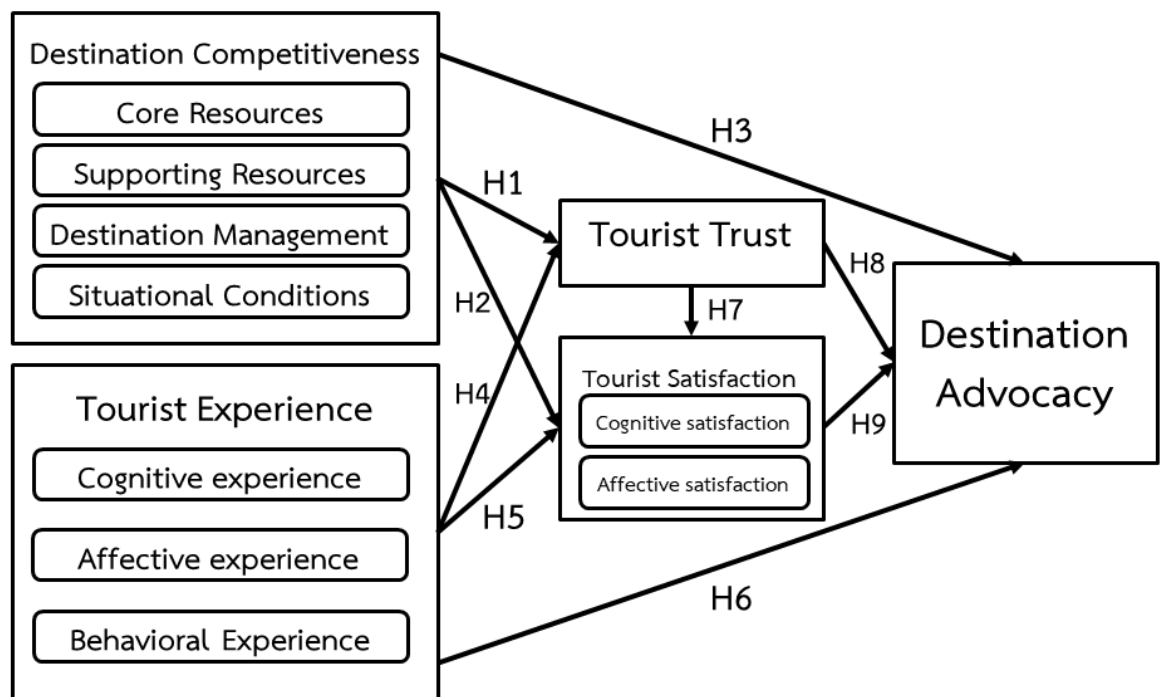 Destination Competitiveness
Core Resources
Supporting Resources
Destination Management
Situational Conditions
Tourist Experience
Cognitive experience
Affective experience
Behavioral Experience
H1
H2
H3
H4
H5
H6
Tourist Trust
H7
Tourist Satisfaction
Cognitive satisfaction
Affective satisfaction
H8
H9
Destination
Advocacy